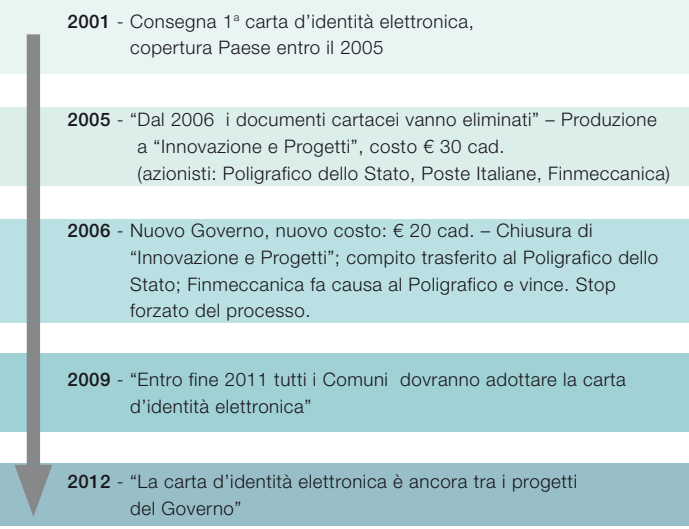 2001 - Consegna 1ª carta d’identità elettronica,
copertura Paese entro il 2005
2005 - “Dal 2006 i documenti cartacei vanno eliminati” – Produzione
a “Innovazione e Progetti”, costo € 30 cad.
(azionisti: Poligrafico dello Stato, Poste Italiane, Finmeccanica)
2006 - Nuovo Governo, nuovo costo: € 20 cad. – Chiusura di
“Innovazione e Progetti”; compito trasferito al Poligrafico dello
Stato; Finmeccanica fa causa al Poligrafico e vince. Stop
forzato del processo.
2009 - “Entro fine 2011 tutti i Comuni dovranno adottare la carta
d’identità elettronica”
2012 - “La carta d’identità elettronica è ancora tra i progetti
del Governo”